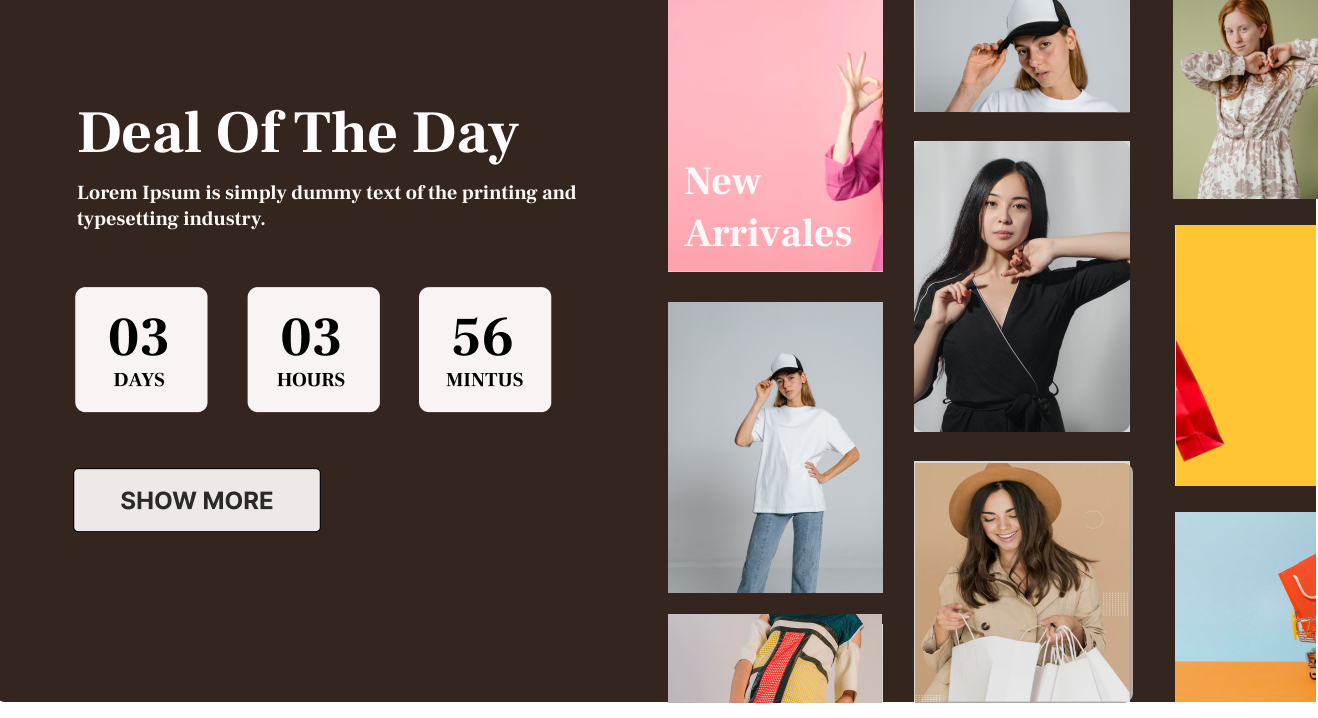 Deal Of The Day
Lorem Ipsum is simply dummy text of the printing and
typesetting industry.
03
DAYS
03
HOURS
56
MINTUS
SHOW MORE
New
Arrivales